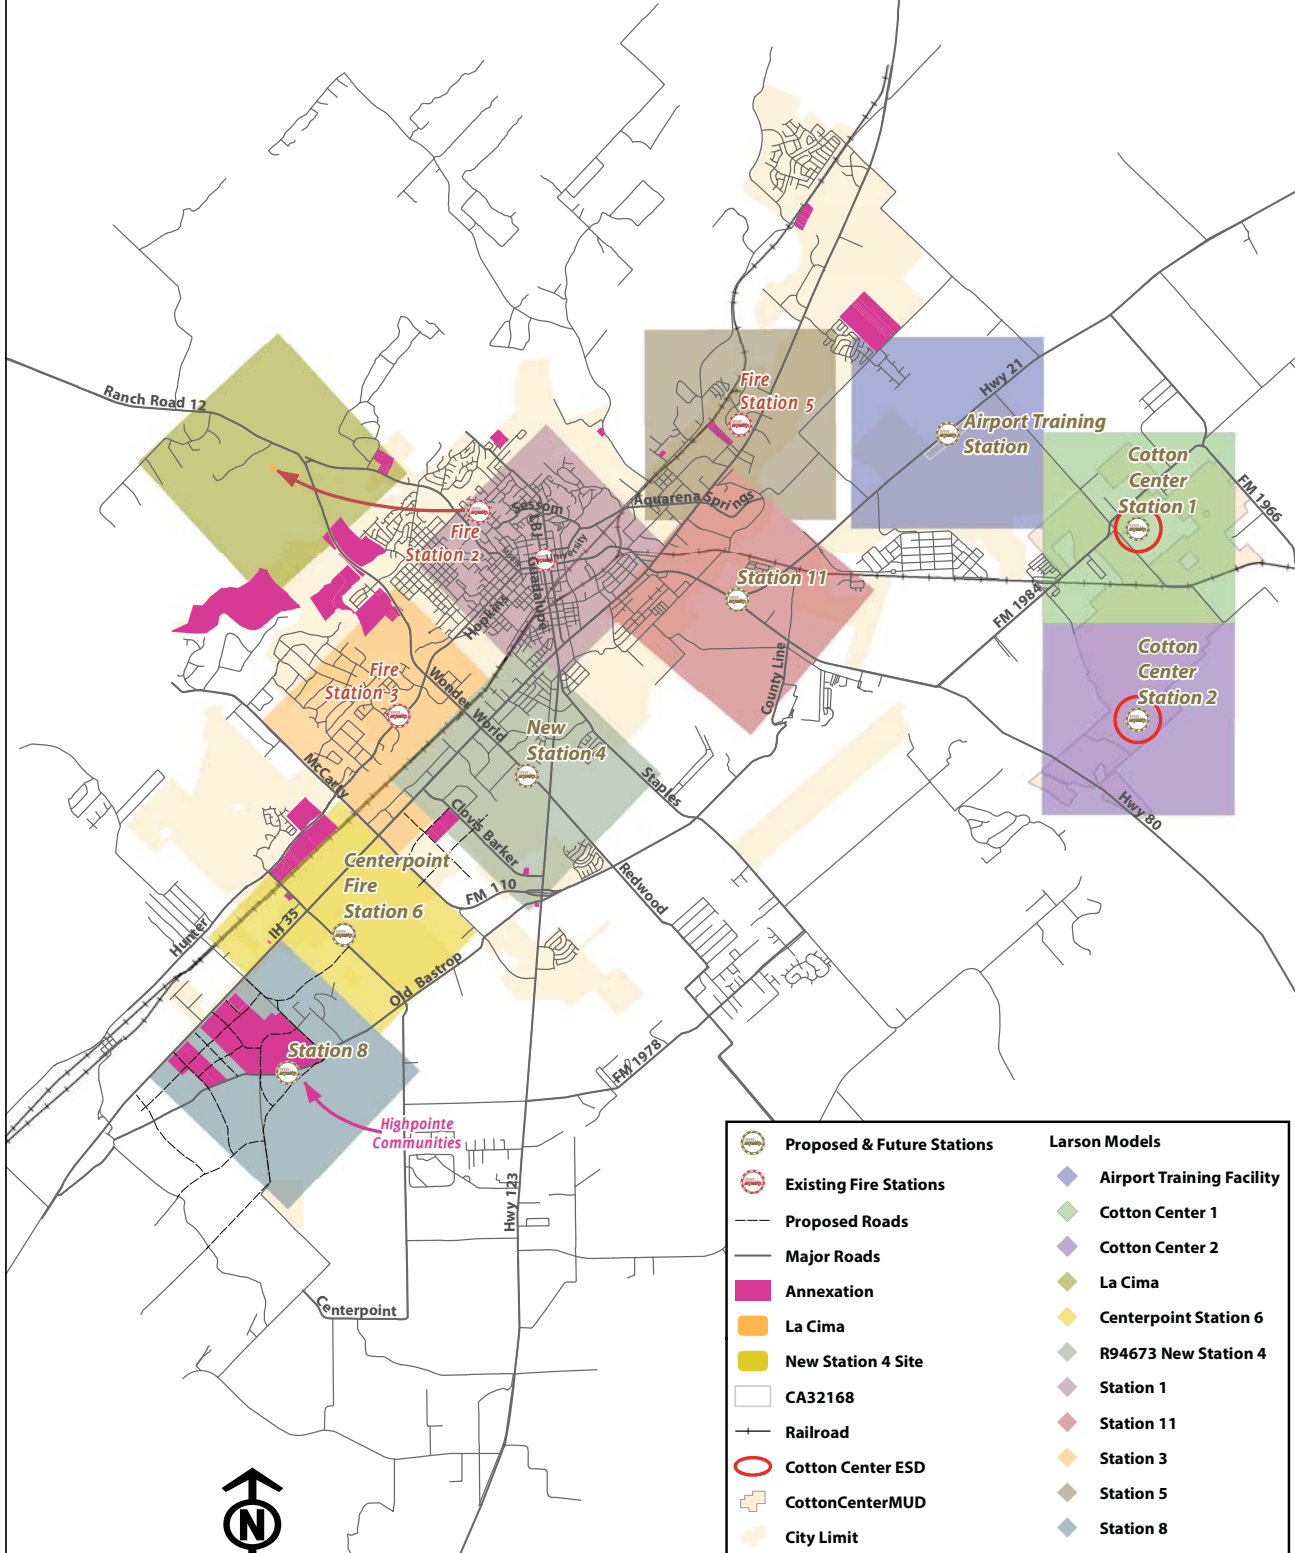 Ranch Road 12
Fire
Station 5
Hwy 21
Airport Training
Station
Cotton
Center
Station 1
FM 1966
Aquarena Springs
Sessom
LBJ
University
Guadalupe
Hopkins
Fire
Station 2
Station 11
FM 1984
County Line
Cotton
Center
Station 2
Fire
Station 3
Wonder World
New
Station 4
McCarty
Staples
Hwy 80
Clovis Barker
Redwood
Centerpoint
Fire
Station 6
FM 110
Hunter
IH 35
Old Bastrop
Station 8
FM 1978
Highpointe
Communities
Hwy 123
Centerpoint
N
Proposed & Future Stations
Existing Fire Stations
Proposed Roads
Major Roads
Annexation
La Cima
New Station 4 Site
CA32168
Railroad
Cotton Center ESD
CottonCenterMUD
City Limit
Larson Models
Airport Training Facility
Cotton Center 1
Cotton Center 2
La Cima
Centerpoint Station 6
R94673 New Station 4
Station 1
Station 11
Station 3
Station 5
Station 8